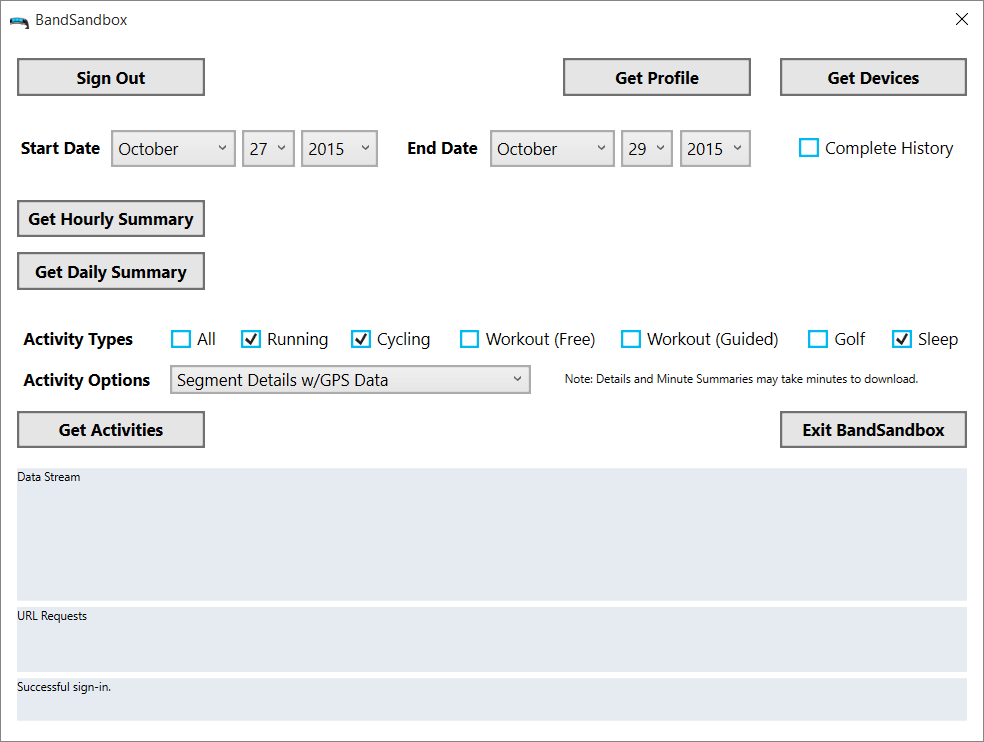 BandSandbox
Sign Out Get Profile Get Devices
Start Date October 27 2015 End Date October 29 2015 Complete History
Get Hourly Summary
Get Daily Summary
Activity Types All Running Cycling Workout (Free) Workout (Guided) Golf Sleep
Activity Options Segment Details w/GPS Data Note: Details and Minute Summaries may take minutes to download.
Get Activities Exit BandSandbox
Data Stream
URL Requests
Successful sign-in.